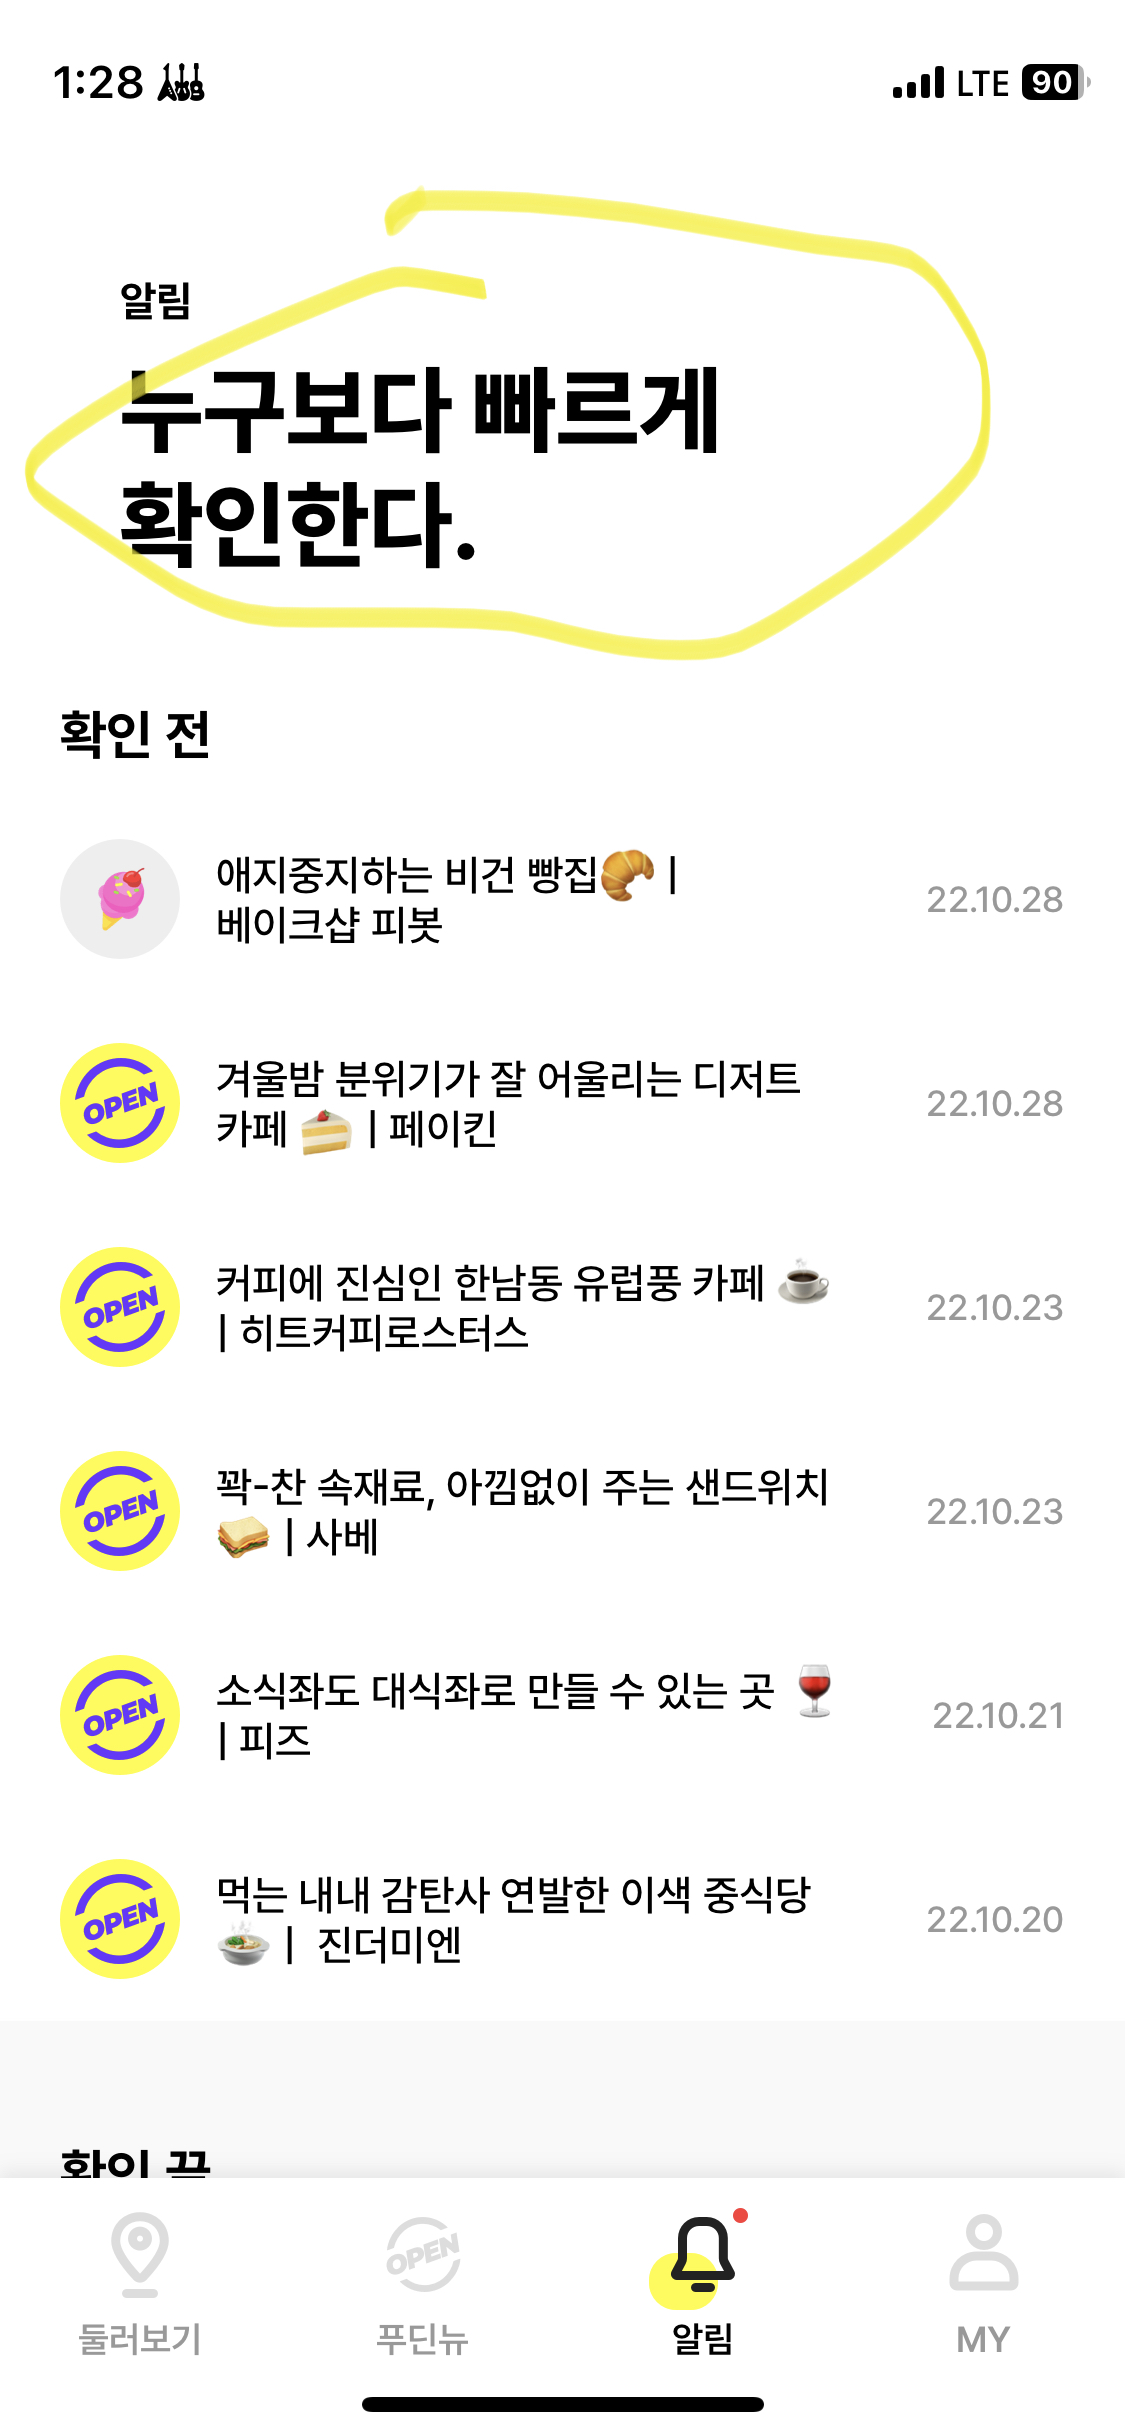 1:28
LTE 90
알림
누구보다 빠르게
확인한다.
확인 전
애지중지하는 비건 빵집🥐 |
베이크샵 피봇
22.10.28
OPEN
겨울밤 분위기가 잘 어울리는 디저트
카페 🍰 | 페이킨
22.10.28
OPEN
커피에 진심인 한남동 유럽풍 카페 ☕
| 히트커피로스터스
22.10.23
OPEN
꽉-찬 속재료, 아낌없이 주는 샌드위치
🥪 | 사베
22.10.23
OPEN
소식좌도 대식좌로 만들 수 있는 곳 🍷
| 피즈
22.10.21
OPEN
먹는 내내 감탄사 연발한 이색 중식당
🍲 | 진더미엔
22.10.20
확인 끝
OPEN
둘러보기 푸딘뉴 알림 MY